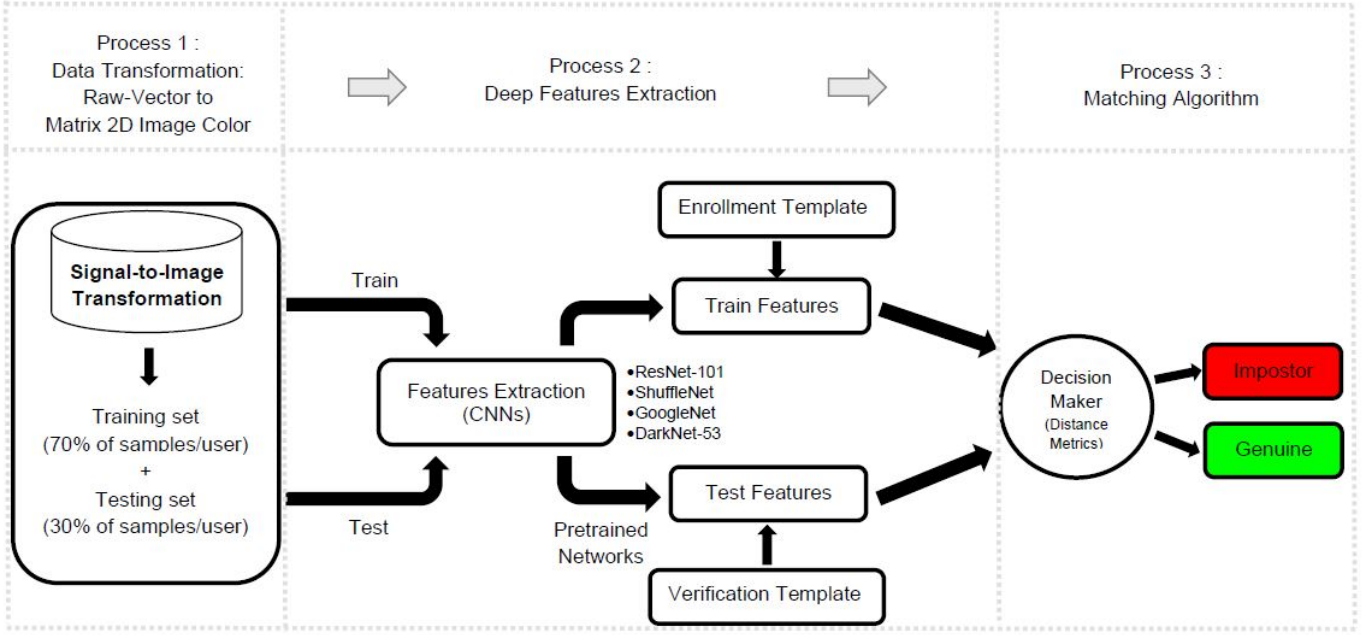 Process 1 :
Data Transformation:
Raw-Vector to
Matrix 2D Image Color
Process 2 :
Deep Features Extraction
Process 3 :
Matching Algorithm
Signal-to-Image
Transformation
Training set
(70% of samples/user)
+
Testing set
(30% of samples/user)
Train
Test
Features Extraction
(CNNs)
•ResNet-101
•ShuffleNet
•GoogleNet
•DarkNet-53
Pretrained
Networks
Enrollment Template
Train Features
Test Features
Verification Template
Decision
Maker
(Distance
Metrics)
Impostor
Genuine